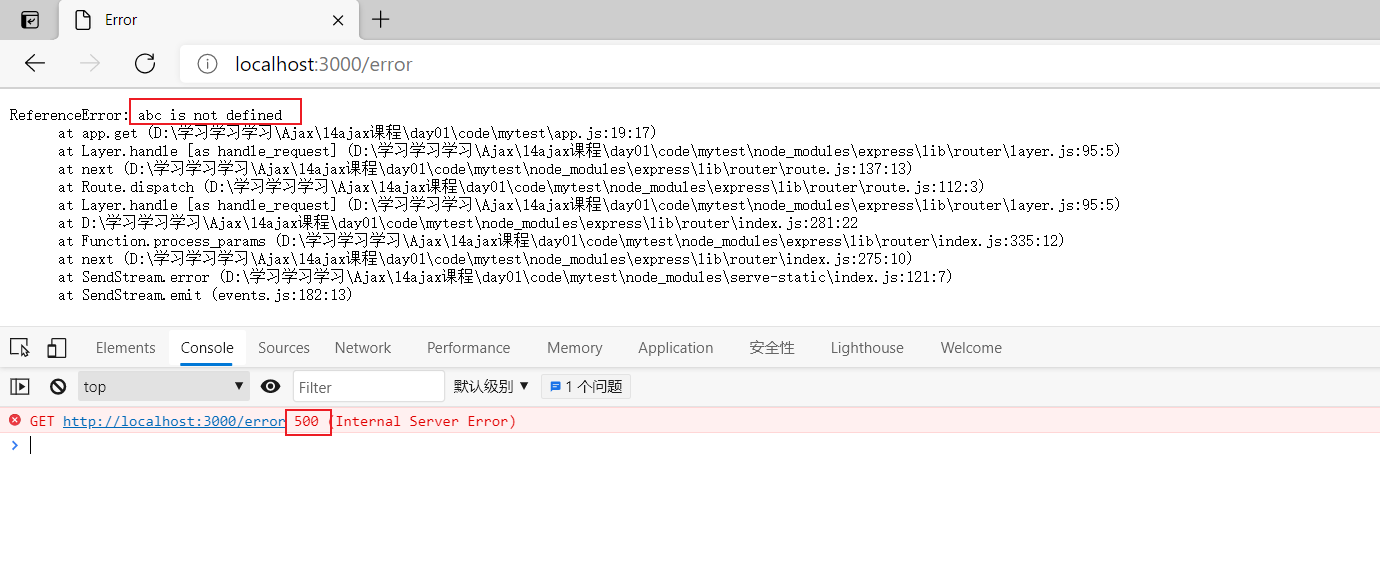 Error
localhost:3000/error
ReferenceError: abc is not defined
at app.get (D:\学习学习学习\Ajax\14ajax课程\day01\code\mytest\app.js:19:17)
at Layer.handle [as handle_request] (D:\学习学习学习\Ajax\14ajax课程\day01\code\mytest\node_modules\express\lib\router\layer.js:95:5)
at next (D:\学习学习学习\Ajax\14ajax课程\day01\code\mytest\node_modules\express\lib\router\route.js:137:13)
at Route.dispatch (D:\学习学习学习\Ajax\14ajax课程\day01\code\mytest\node_modules\express\lib\router\route.js:112:3)
at Layer.handle [as handle_request] (D:\学习学习学习\Ajax\14ajax课程\day01\code\mytest\node_modules\express\lib\router\layer.js:95:5)
at D:\学习学习学习\Ajax\14ajax课程\day01\code\mytest\node_modules\express\lib\router\index.js:281:22
at Function.process_params (D:\学习学习学习\Ajax\14ajax课程\day01\code\mytest\node_modules\express\lib\router\index.js:335:12)
at next (D:\学习学习学习\Ajax\14ajax课程\day01\code\mytest\node_modules\express\lib\router\index.js:275:10)
at SendStream.error (D:\学习学习学习\Ajax\14ajax课程\day01\code\mytest\node_modules\serve-static\index.js:121:7)
at SendStream.emit (events.js:182:13)
Elements Console Sources Network Performance Memory Application 安全性 Lighthouse Welcome
top Filter 默认级别 1 个问题
GET http://localhost:3000/error 500 (Internal Server Error)